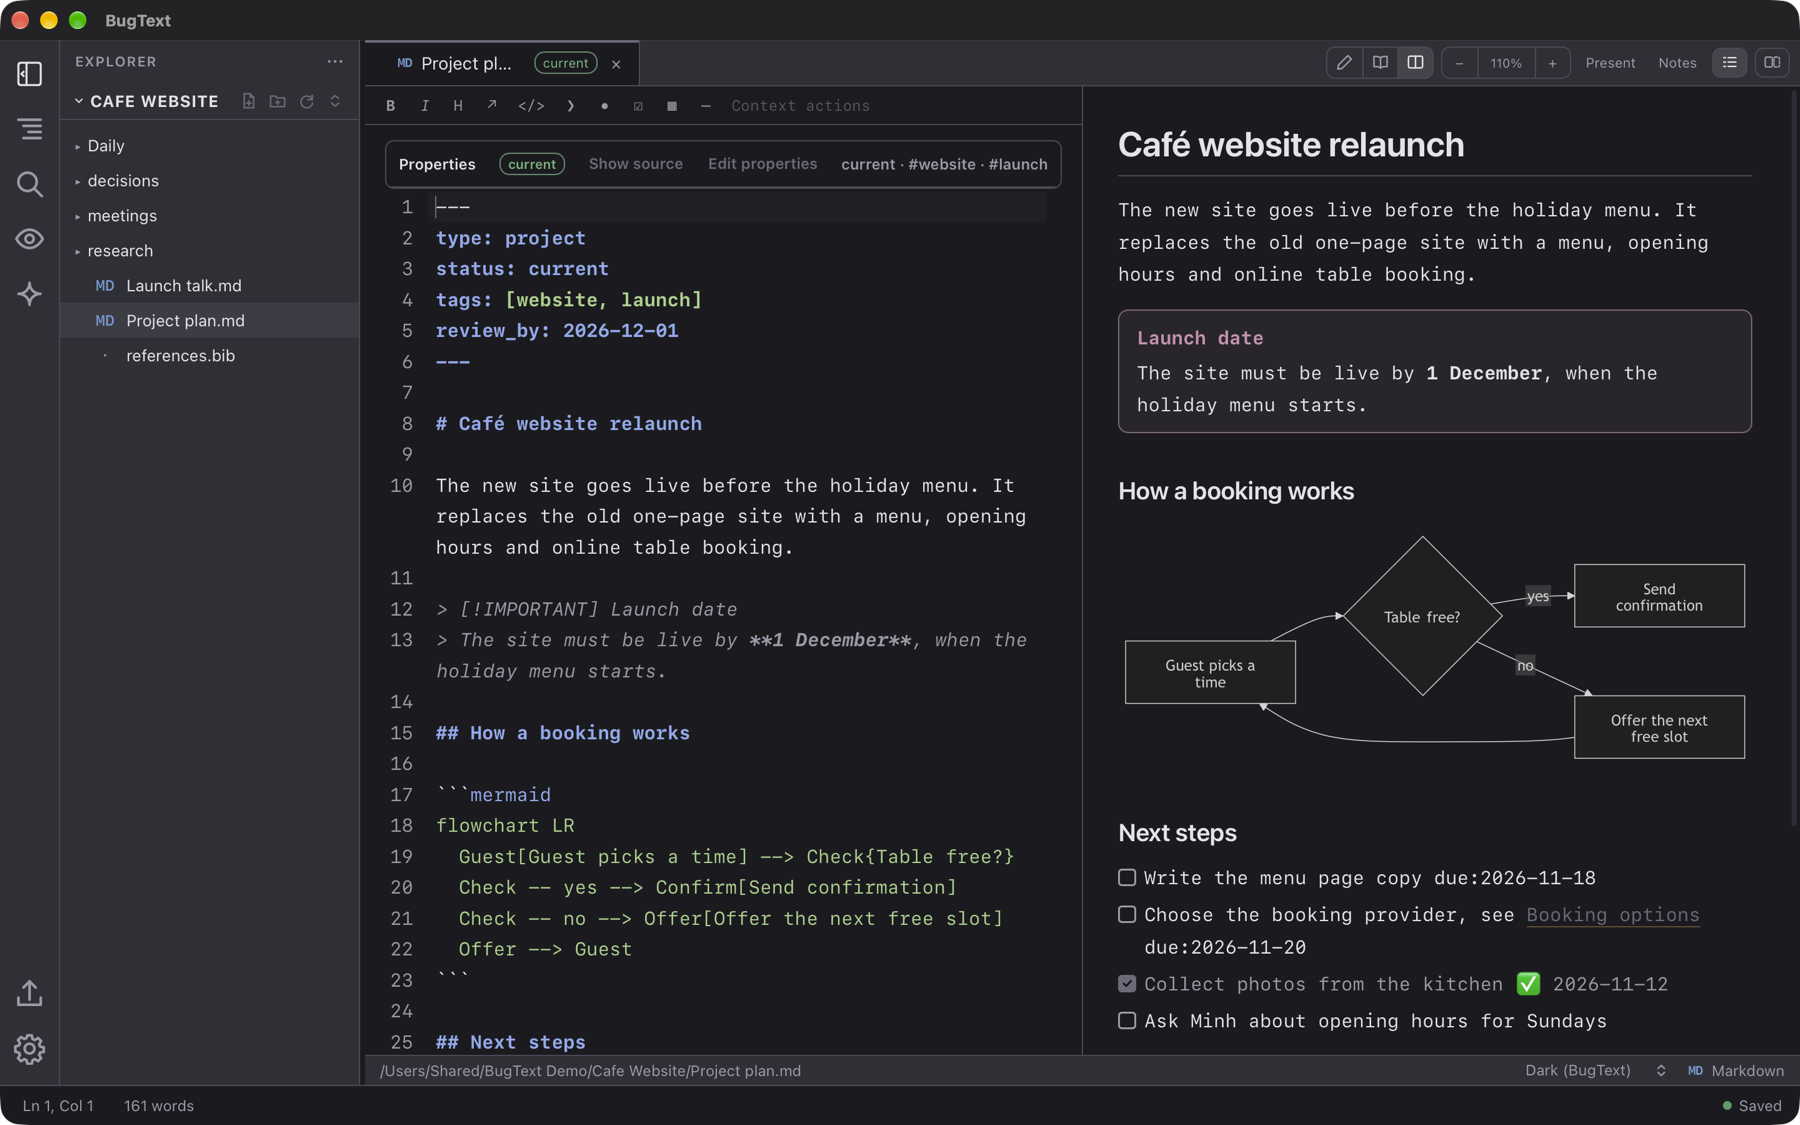 BugText
EXPLORER
CAFE WEBSITE
Daily
decisions
meetings
research
MD Launch talk.md
MD Project plan.md
references.bib
MD Project pl... current ×
− 110% + Present Notes
B I H ↗ </> ❯ ● ☑ ■ — Context actions
Properties current Show source Edit properties current · #website · #launch
1 ---
2 type: project
3 status: current
4 tags: [website, launch]
5 review_by: 2026-12-01
6 ---
7
8 # Café website relaunch
9
10 The new site goes live before the holiday menu. It
replaces the old one-page site with a menu, opening
hours and online table booking.
11
12 > [!IMPORTANT] Launch date
13 > The site must be live by **1 December**, when the
holiday menu starts.
14
15 ## How a booking works
16
17 ```mermaid
18 flowchart LR
19 Guest[Guest picks a time] --> Check{Table free?}
20 Check -- yes --> Confirm[Send confirmation]
21 Check -- no --> Offer[Offer the next free slot]
22 Offer --> Guest
23 ```
24
25 ## Next steps
Café website relaunch
The new site goes live before the holiday menu. It
replaces the old one-page site with a menu, opening
hours and online table booking.
Launch date
The site must be live by 1 December, when the
holiday menu starts.
How a booking works
Guest picks a
time
Table free?
yes
no
Send
confirmation
Offer the next
free slot
Next steps
Write the menu page copy due:2026-11-18
Choose the booking provider, see Booking options
due:2026-11-20
Collect photos from the kitchen ✅ 2026-11-12
Ask Minh about opening hours for Sundays
/Users/Shared/BugText Demo/Cafe Website/Project plan.md
Dark (BugText) MD Markdown
Ln 1, Col 1 161 words
Saved